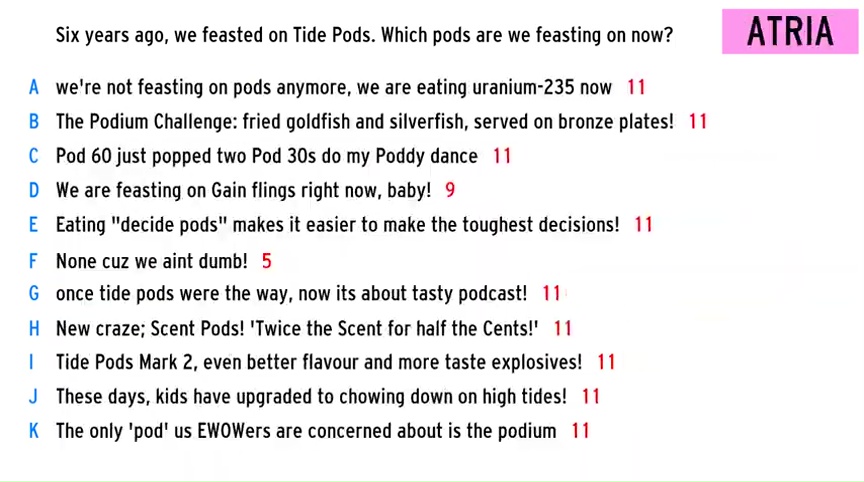 Six years ago, we feasted on Tide Pods. Which pods are we feasting on now?
ATRIA
A we're not feasting on pods anymore, we are eating uranium-235 now 11
B The Podium Challenge: fried goldfish and silverfish, served on bronze plates! 11
C Pod 60 just popped two Pod 30s do my Poddy dance 11
D We are feasting on Gain flings right now, baby! 9
E Eating "decide pods" makes it easier to make the toughest decisions! 11
F None cuz we aint dumb! 5
G once tide pods were the way, now its about tasty podcast! 11
H New craze; Scent Pods! 'Twice the Scent for half the Cents!' 11
I Tide Pods Mark 2, even better flavour and more taste explosives! 11
J These days, kids have upgraded to chowing down on high tides! 11
K The only 'pod' us EWOWers are concerned about is the podium 11